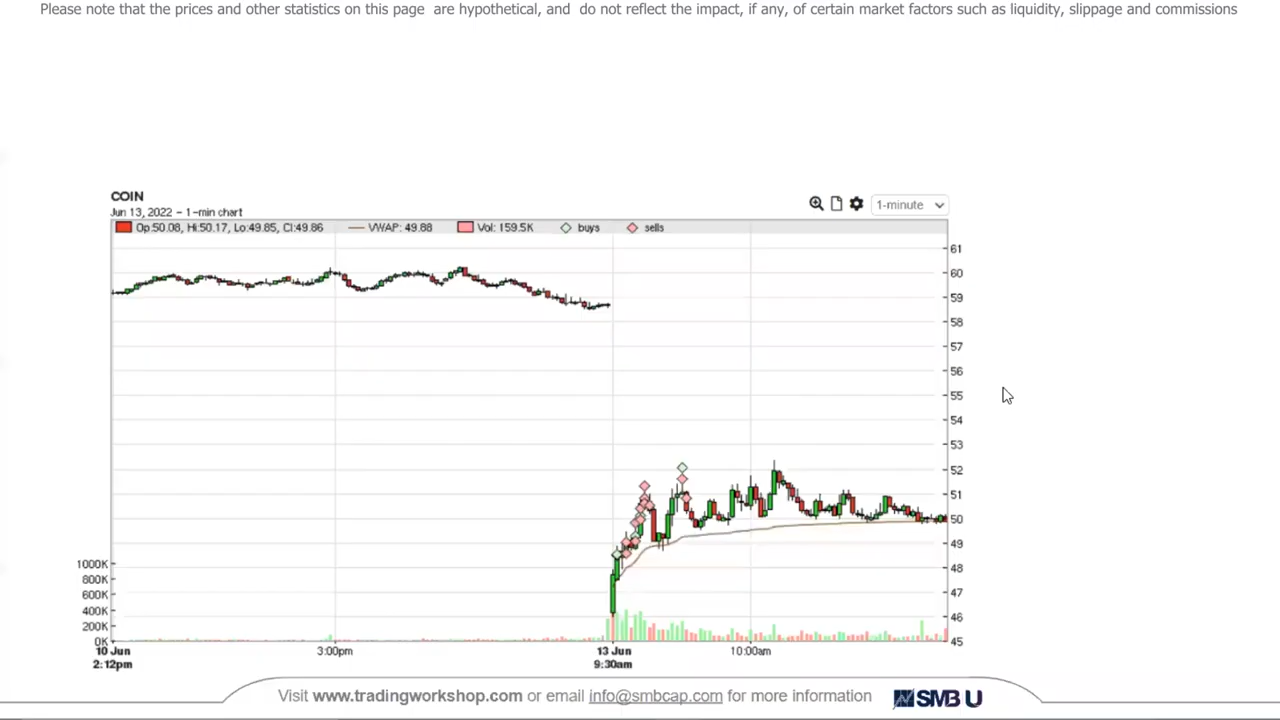 Please note that the prices and other statistics on this page are hypothetical, and do not reflect the impact, if any, of certain market factors such as liquidity, slippage and commissions
COIN
Jun 13, 2022 - 1-min chart
1-minute
Op:50.08, Hi:50.17, Lo:49.85, Cl:49.86 VWAP: 49.88 Vol: 159.5K buys sells
61
60
59
58
57
56
55
54
53
52
51
50
49
48
47
46
45
1000K
800K
600K
400K
200K
0K
10 Jun 3:00pm 13 Jun 10:00am
2:12pm 9:30am
Visit www.tradingworkshop.com or email info@smbcap.com for more information SMB U